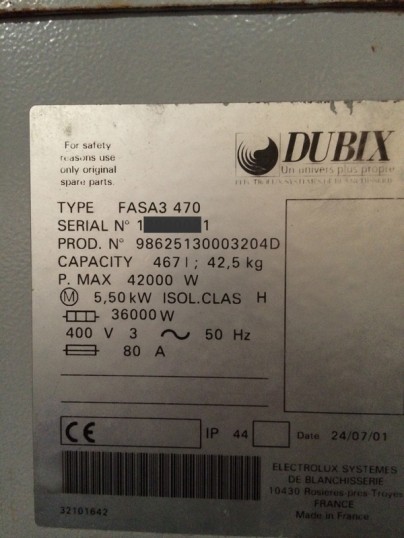 For safety
reasons use
only original
spare parts.
DUBIX
Un univers plus propre
TYPE FASA3 470
SERIAL N° 1 1
PROD. N° 98625130003204D
CAPACITY 467 l ; 42,5 kg
P. MAX 42000 W
M 5,50 kW ISOL.CLAS H
36000 W
400 V 3 ~ 50 Hz
80 A
CE IP 44 Date 24/07/01
ELECTROLUX SYSTEMES
DE BLANCHISSERIE
10430 Rosieres-pres-Troyes
FRANCE
Made in France
32101642